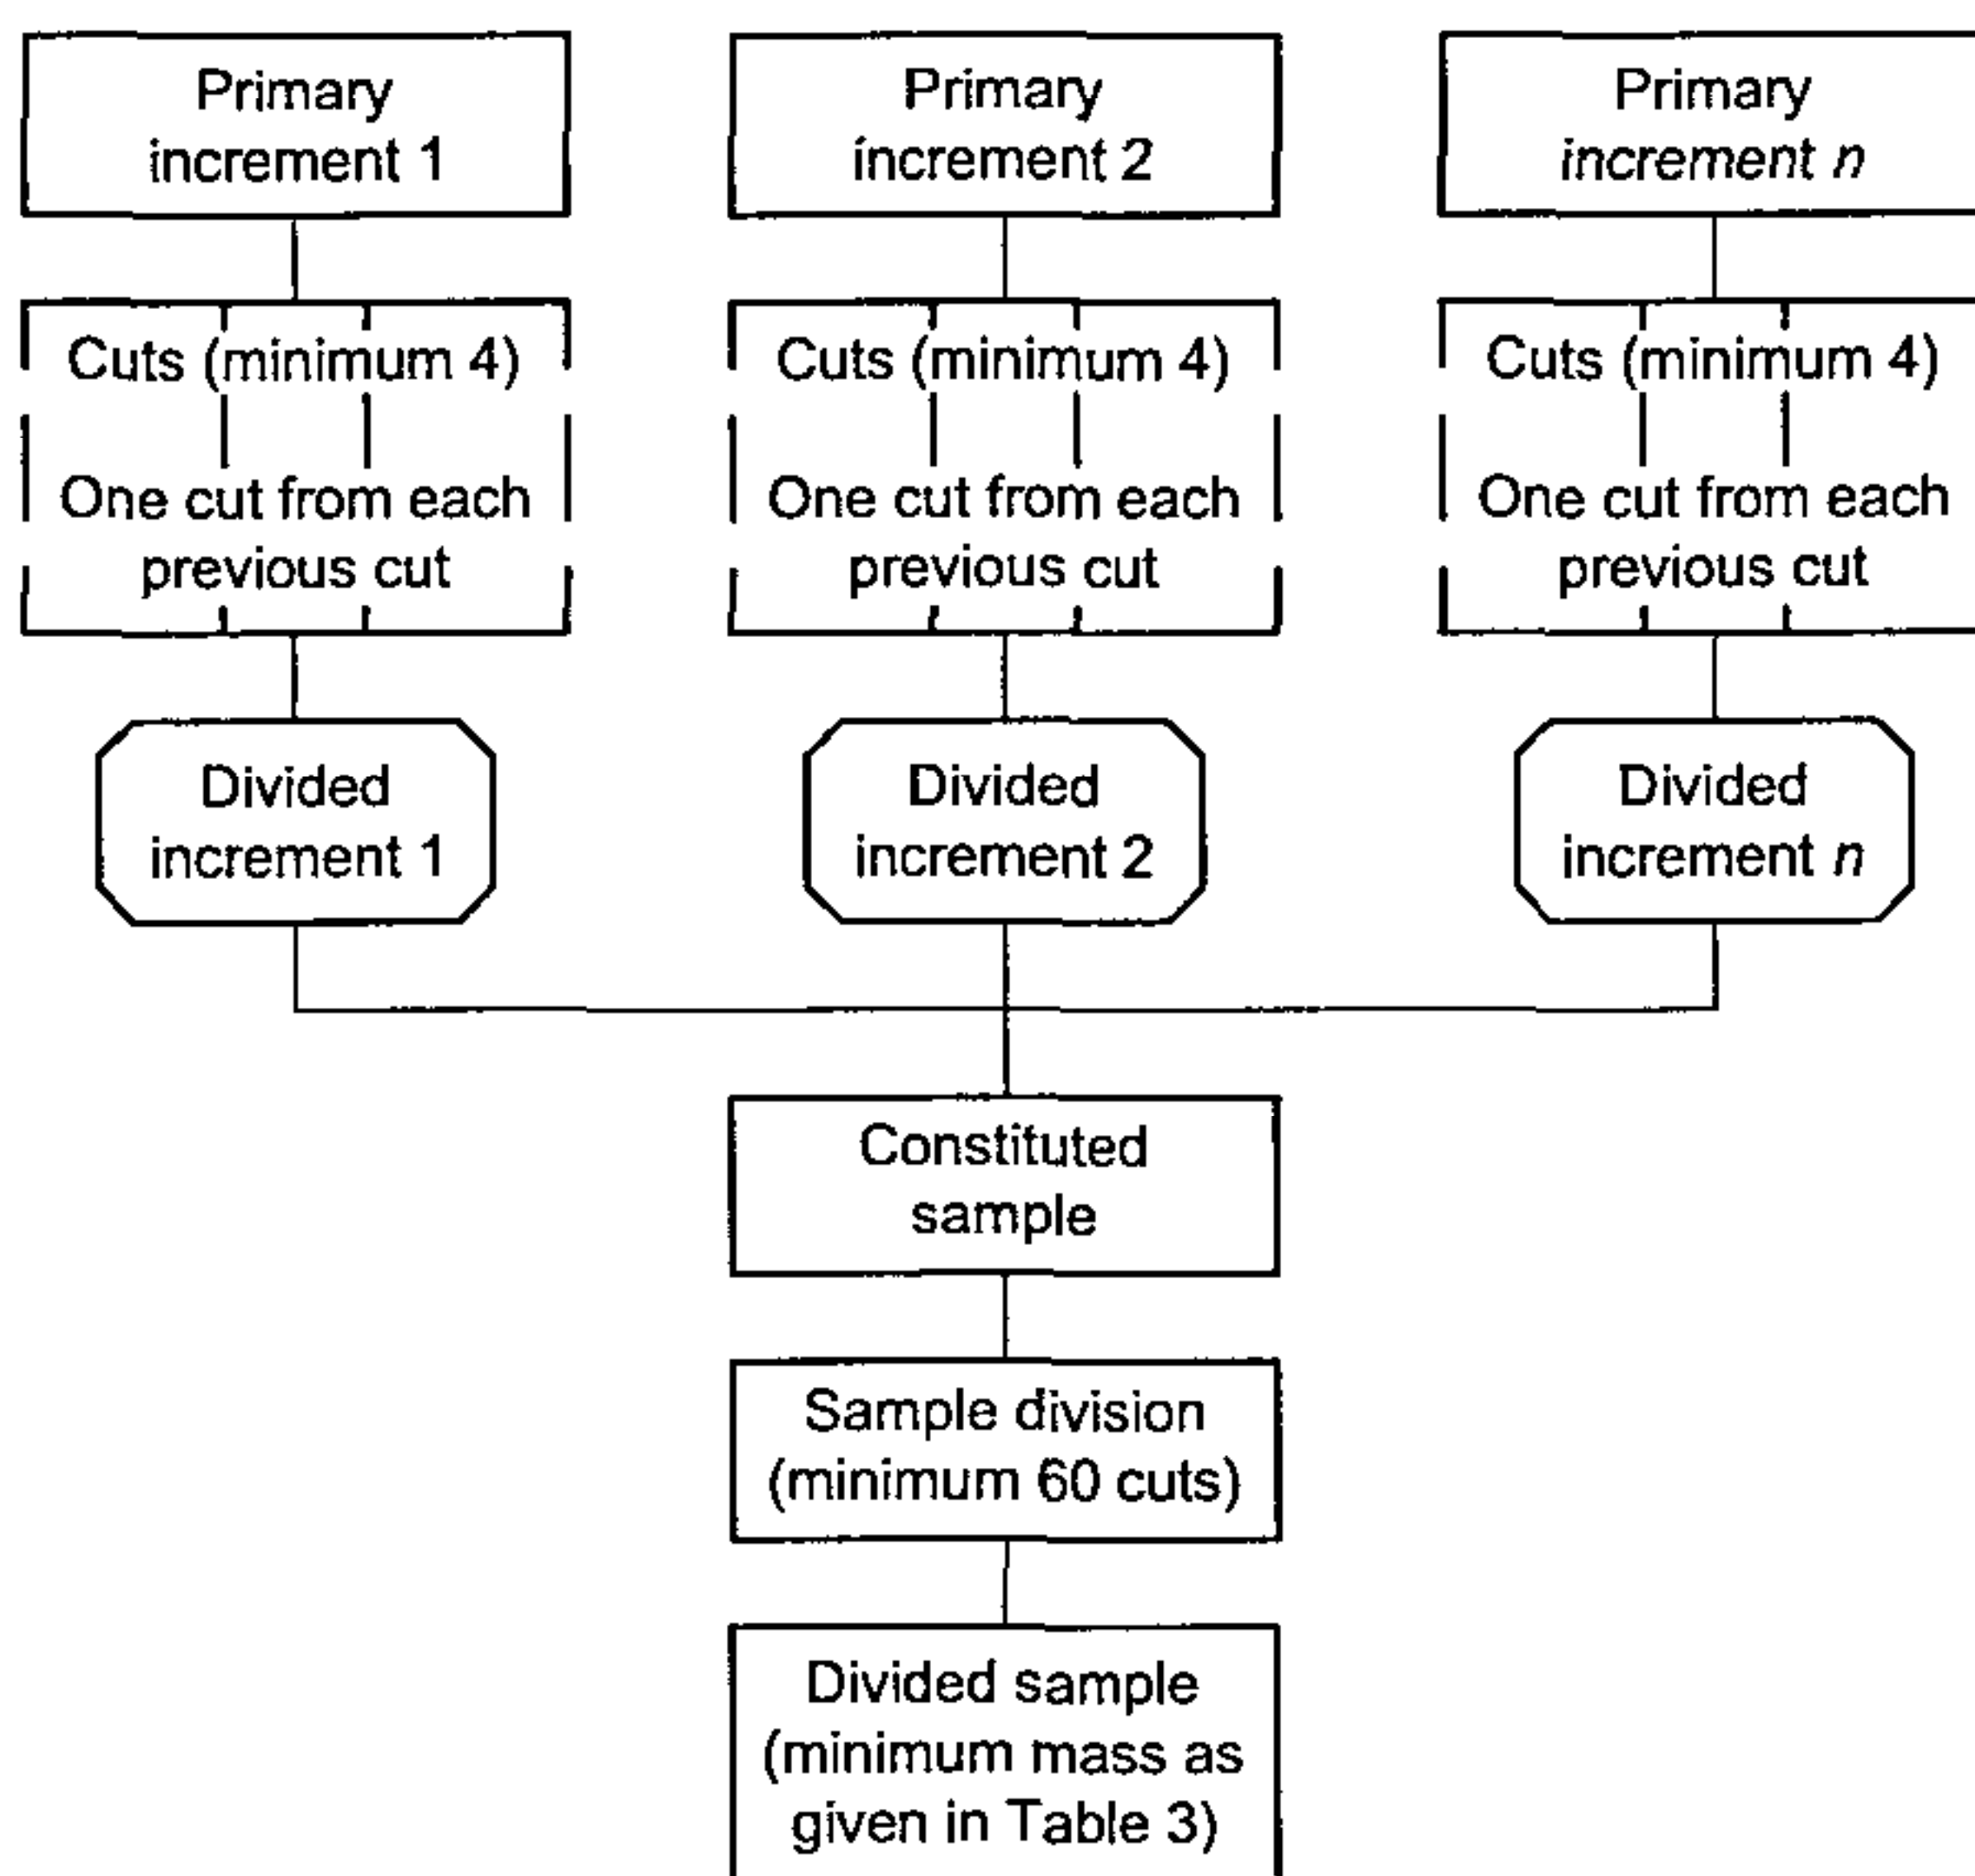 Primary
increment 1
Primary
increment 2
Primary
increment n
Cuts (minimum 4)
One cut from each
previous cut
Cuts (minimum 4)
One cut from each
previous cut
Cuts (minimum 4)
One cut from each
previous cut
Divided
increment 1
Divided
increment 2
Divided
increment n
Constituted
sample
Sample division
(minimum 60 cuts)
Divided sample
(minimum mass as
given in Table 3)